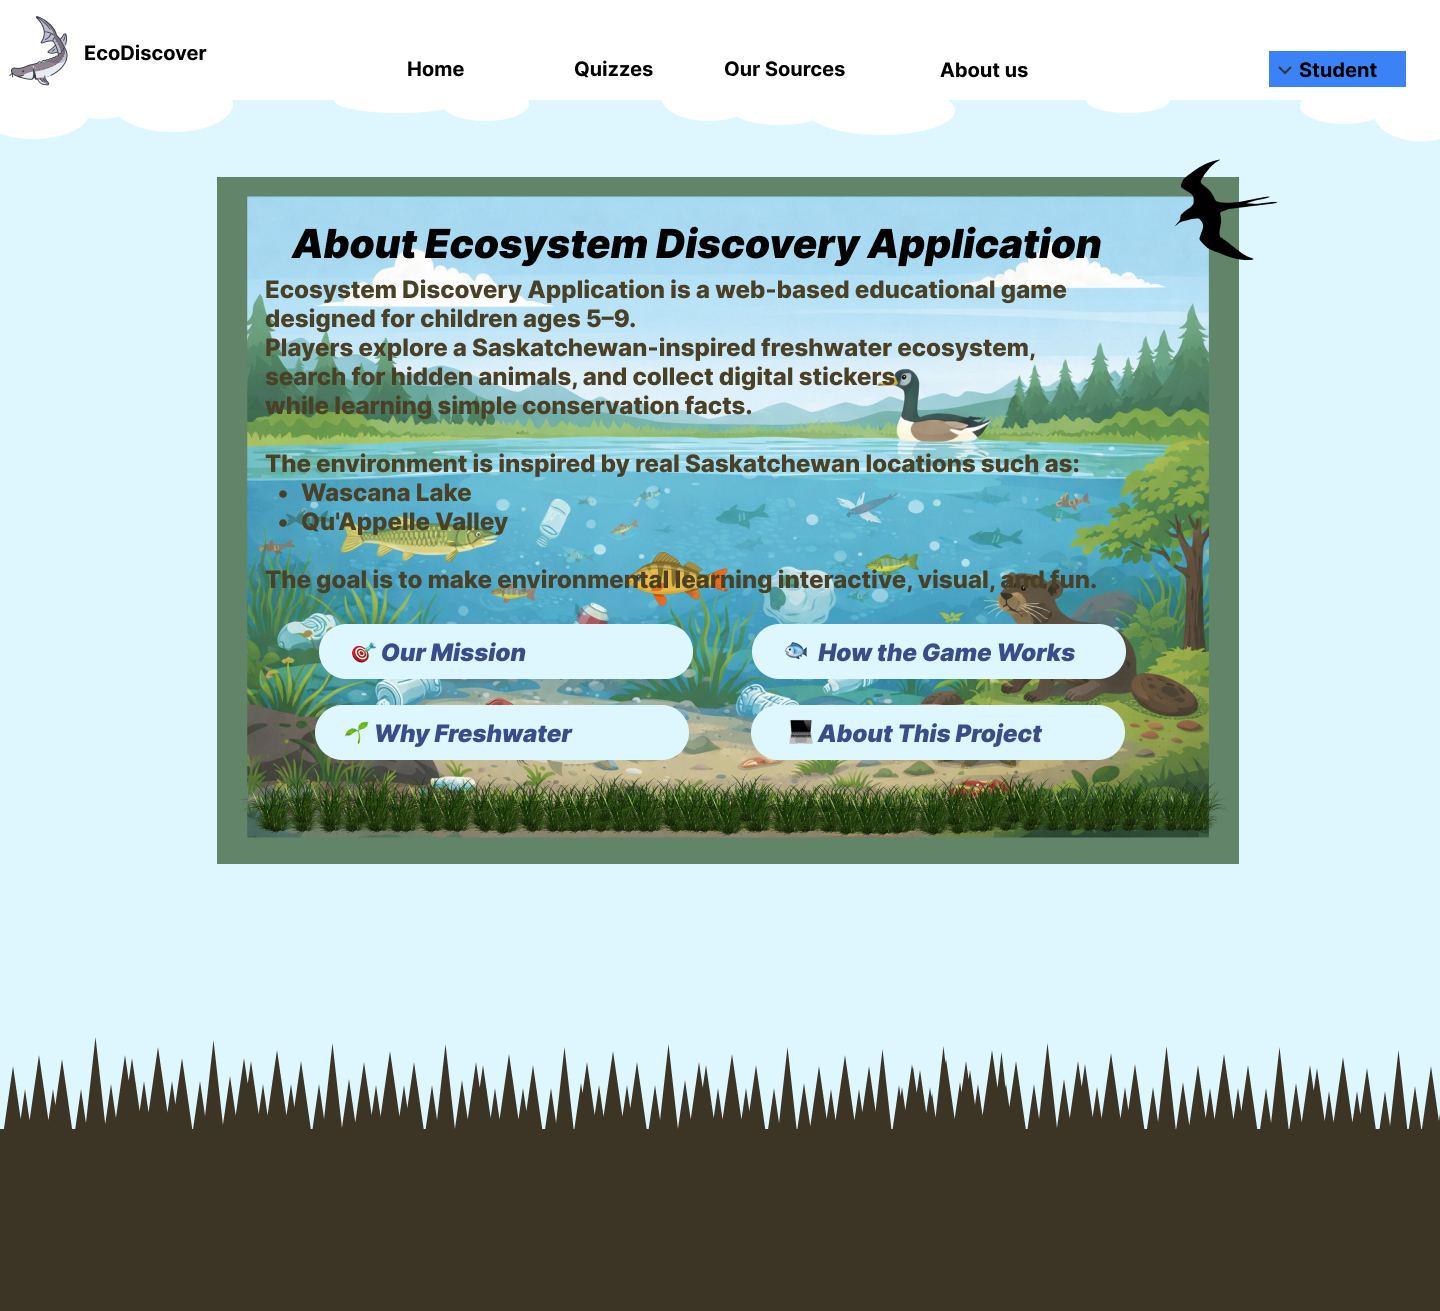 EcoDiscover
Home
Quizzes
Our Sources
About us
Student
About Ecosystem Discovery Application
Ecosystem Discovery Application is a web-based educational game
designed for children ages 5–9.
Players explore a Saskatchewan-inspired freshwater ecosystem,
search for hidden animals, and collect digital stickers
while learning simple conservation facts.
The environment is inspired by real Saskatchewan locations such as:
• Wascana Lake
• Qu'Appelle Valley
The goal is to make environmental learning interactive, visual, and fun.
Our Mission
How the Game Works
Why Freshwater
About This Project